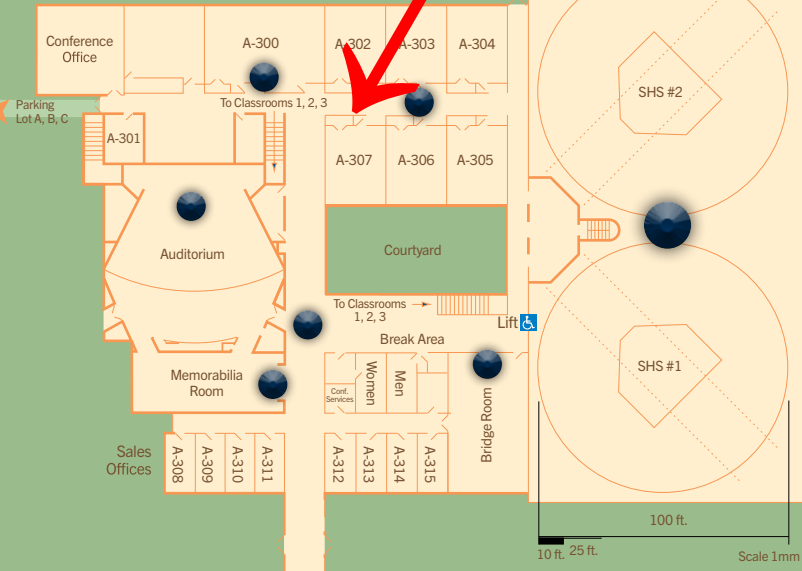 Conference
Office
A-300
A-302
A-303
A-304
SHS #2
Parking
Lot A, B, C
To Classrooms 1, 2, 3
A-301
A-307
A-306
A-305
Auditorium
Courtyard
To Classrooms
1, 2, 3
Lift
Break Area
Memorabilia
Room
Conf.
Services
Women
Men
Bridge Room
SHS #1
Sales
Offices
A-308
A-309
A-310
A-311
A-312
A-313
A-314
A-315
100 ft.
10 ft.
25 ft.
Scale 1mm